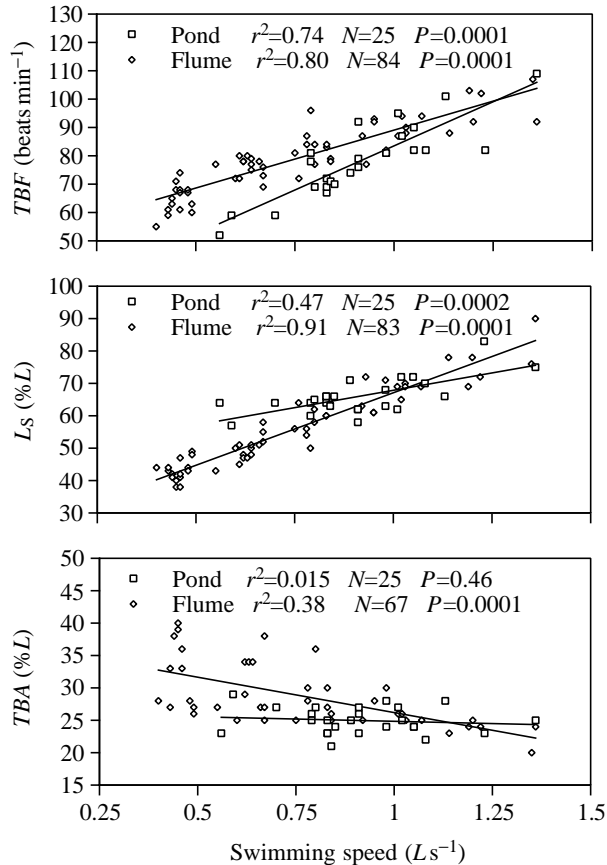 130
120
110
100
90
80
70
60
50
TBF (beats min⁻¹)
Pond r²=0.74 N=25 P=0.0001
Flume r²=0.80 N=84 P=0.0001
100
90
80
70
60
50
40
30
L_S (%L)
Pond r²=0.47 N=25 P=0.0002
Flume r²=0.91 N=83 P=0.0001
50
45
40
35
30
25
20
15
TBA (%L)
Pond r²=0.015 N=25 P=0.46
Flume r²=0.38 N=67 P=0.0001
0.25 0.5 0.75 1 1.25 1.5
Swimming speed (L s⁻¹)